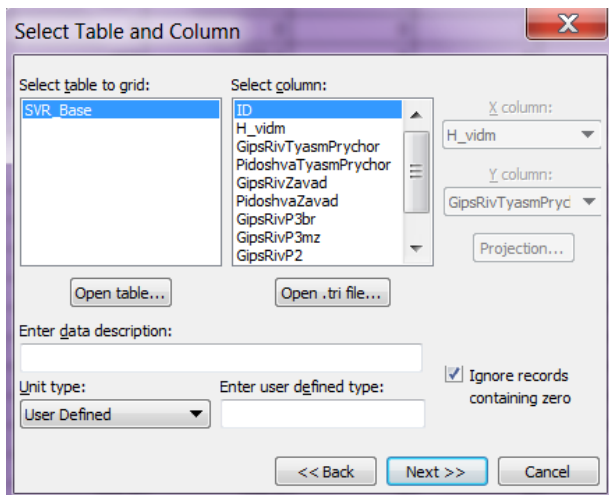 Select Table and Column
X
Select table to grid:
SVR_Base
Select column:
ID
H_vidm
GipsRivTyasmPrychor
PidoshvaTyasmPrychor
GipsRivZavad
PidoshvaZavad
GipsRivP3br
GipsRivP3mz
GipsRivP2
X column:
H_vidm
Y column:
GipsRivTyasmPryc
Projection...
Open table...
Open .tri file...
Enter data description:
Unit type:
User Defined
Enter user defined type:
Ignore records
containing zero
<< Back
Next >>
Cancel